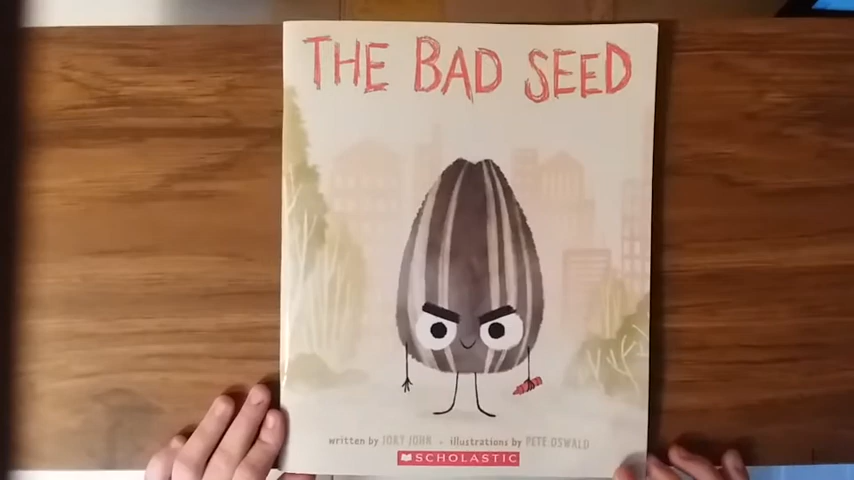 THE BAD SEED
written by JORY JOHN • illustrations by PETE OSWALD
SCHOLASTIC